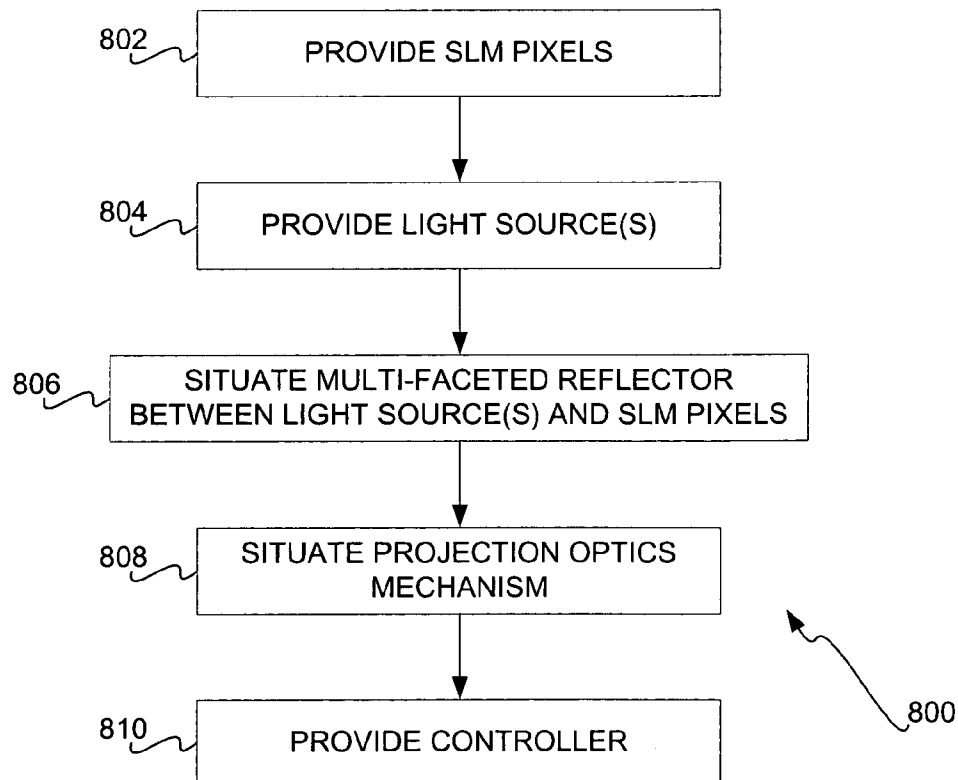 802
PROVIDE SLM PIXELS
804
PROVIDE LIGHT SOURCE(S)
806
SITUATE MULTI-FACETED REFLECTOR
BETWEEN LIGHT SOURCE(S) AND SLM PIXELS
808
SITUATE PROJECTION OPTICS
MECHANISM
800
810
PROVIDE CONTROLLER